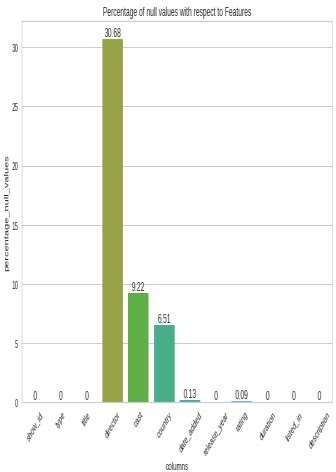 Percentage of null values with respect to Features
percentage_null_values
30
25
20
15
10
5
0
0
0
0
30.68
9.22
6.51
0.13
0
0.09
0
0
0
show_id
type
title
director
cast
country
date_added
release_year
rating
duration
listed_in
description
columns